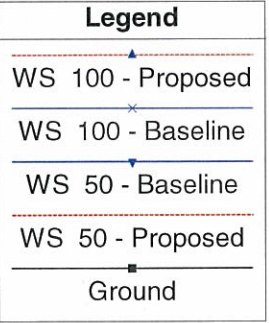 Legend
WS 100 - Proposed
WS 100 - Baseline
WS 50 - Baseline
WS 50 - Proposed
Ground